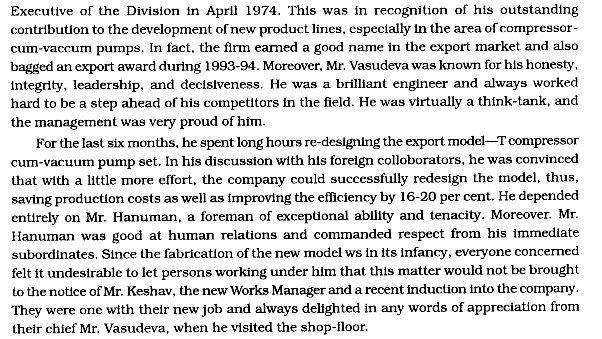 Executive of the Division in April 1974. This was in recognition of his outstanding
contribution to the development of new product lines, especially in the area of compressor-
cum-vaccum pumps. In fact, the firm earned a good name in the export market and also
bagged an export award during 1993-94. Moreover, Mr. Vasudeva was known for his honesty,
integrity, leadership, and decisiveness. He was a brilliant engineer and always worked
hard to be a step ahead of his competitors in the field. He was virtually a think-tank, and
the management was very proud of him.
For the last six months, he spent long hours re-designing the export model—T compressor
cum-vacuum pump set. In his discussion with his foreign colloborators, he was convinced
that with a little more effort, the company could successfully redesign the model, thus,
saving production costs as well as improving the efficiency by 16-20 per cent. He depended
entirely on Mr. Hanuman, a foreman of exceptional ability and tenacity. Moreover. Mr.
Hanuman was good at human relations and commanded respect from his immediate
subordinates. Since the fabrication of the new model ws in its infancy, everyone concerned
felt it undesirable to let persons working under him that this matter would not be brought
to the notice of Mr. Keshav, the new Works Manager and a recent induction into the company.
They were one with their new job and always delighted in any words of appreciation from
their chief Mr. Vasudeva, when he visited the shop-floor.